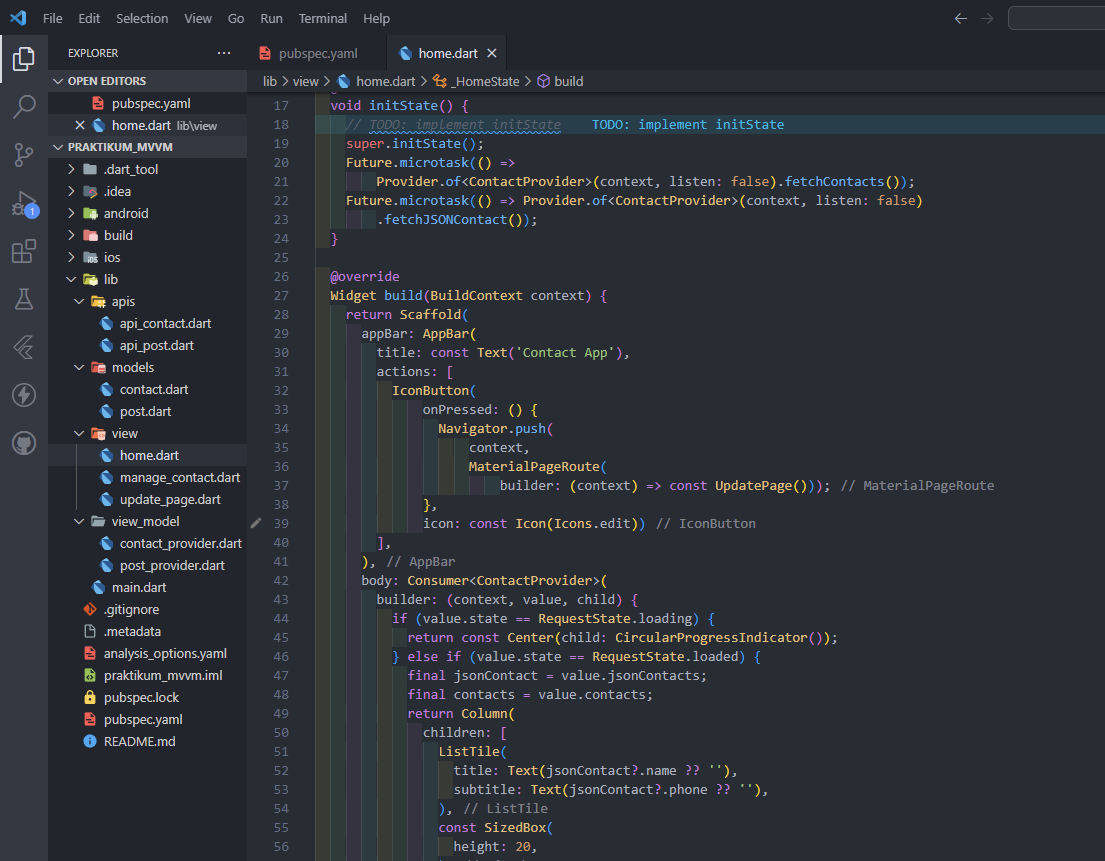 File Edit Selection View Go Run Terminal Help
EXPLORER
OPEN EDITORS
pubspec.yaml
home.dart lib\view
PRAKTIKUM_MVVM
.dart_tool
.idea
android
build
ios
lib
apis
api_contact.dart
api_post.dart
models
contact.dart
post.dart
view
home.dart
manage_contact.dart
update_page.dart
view_model
contact_provider.dart
post_provider.dart
main.dart
.gitignore
.metadata
analysis_options.yaml
praktikum_mvvm.iml
pubspec.lock
pubspec.yaml
README.md
1
pubspec.yaml home.dart
lib > view > home.dart > _HomeState > build
17 void initState() {
18 // TODO: implement initState TODO: implement initState
19 super.initState();
20 Future.microtask(() =>
21 Provider.of<ContactProvider>(context, listen: false).fetchContacts());
22 Future.microtask(() => Provider.of<ContactProvider>(context, listen: false)
23 .fetchJSONContact());
24 }
25
26 @override
27 Widget build(BuildContext context) {
28 return Scaffold(
29 appBar: AppBar(
30 title: const Text('Contact App'),
31 actions: [
32 IconButton(
33 onPressed: () {
34 Navigator.push(
35 context,
36 MaterialPageRoute(
37 builder: (context) => const UpdatePage())); // MaterialPageRoute
38 },
39 icon: const Icon(Icons.edit)) // IconButton
40 ],
41 ), // AppBar
42 body: Consumer<ContactProvider>(
43 builder: (context, value, child) {
44 if (value.state == RequestState.loading) {
45 return const Center(child: CircularProgressIndicator());
46 } else if (value.state == RequestState.loaded) {
47 final jsonContact = value.jsonContacts;
48 final contacts = value.contacts;
49 return Column(
50 children: [
51 ListTile(
52 title: Text(jsonContact?.name ?? ''),
53 subtitle: Text(jsonContact?.phone ?? ''),
54 ), // ListTile
55 const SizedBox(
56 height: 20,